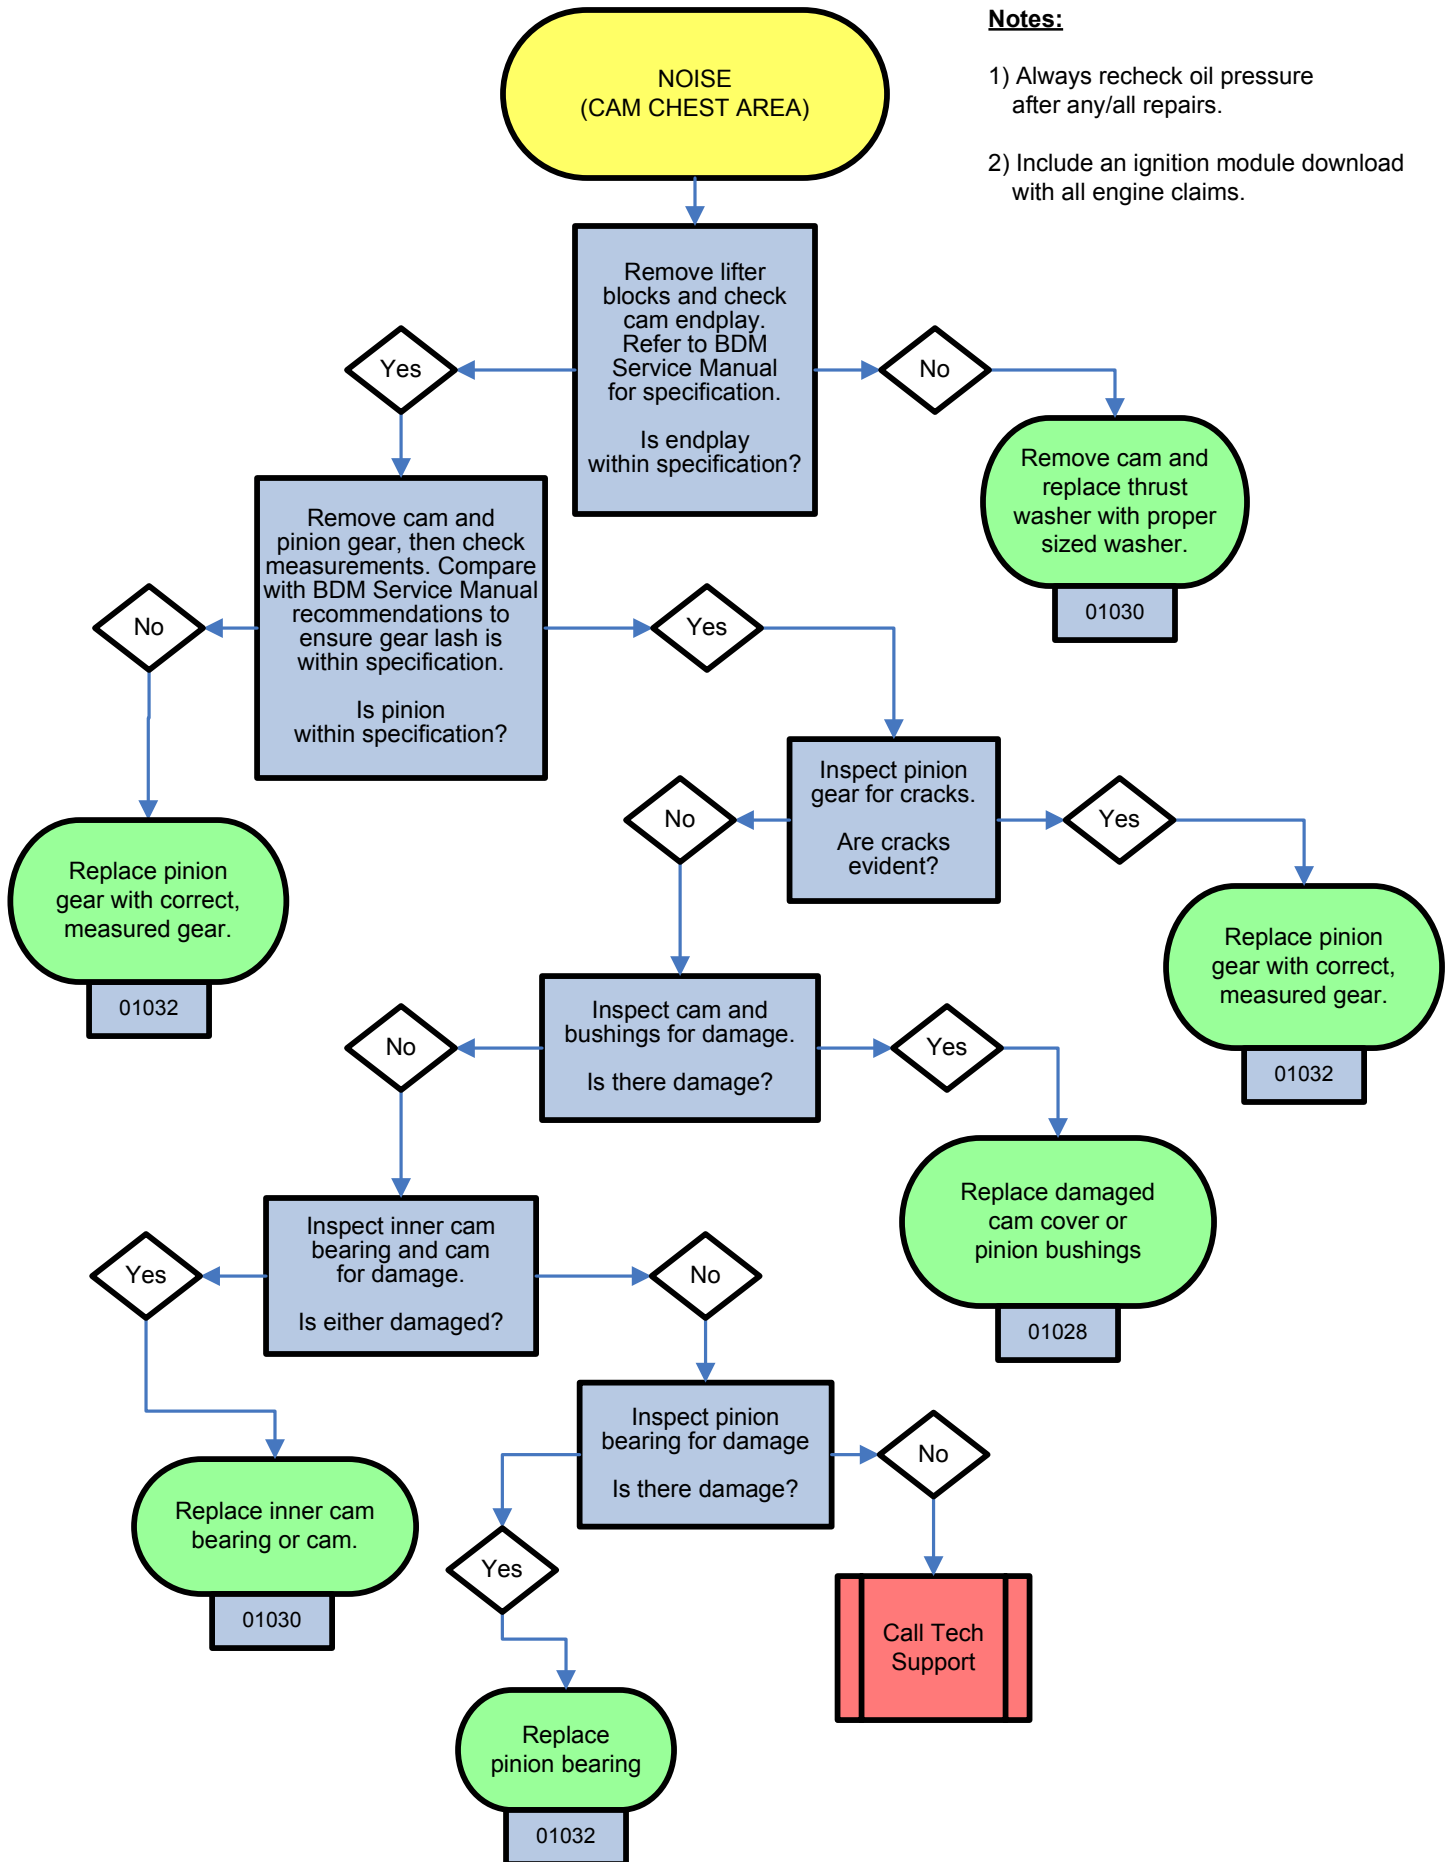 Notes:
1) Always recheck oil pressure
after any/all repairs.
2) Include an ignition module download
with all engine claims.
NOISE
(CAM CHEST AREA)
Remove lifter
blocks and check
cam endplay.
Refer to BDM
Service Manual
for specification.
Is endplay
within specification?
Yes
No
Remove cam and
replace thrust
washer with proper
sized washer.
01030
Remove cam and
pinion gear, then check
measurements. Compare
with BDM Service Manual
recommendations to
ensure gear lash is
within specification.
Is pinion
within specification?
No
Yes
Replace pinion
gear with correct,
measured gear.
01032
Inspect pinion
gear for cracks.
Are cracks
evident?
No
Yes
Replace pinion
gear with correct,
measured gear.
01032
Inspect cam and
bushings for damage.
Is there damage?
No
Yes
Replace damaged
cam cover or
pinion bushings
01028
Inspect inner cam
bearing and cam
for damage.
Is either damaged?
Yes
No
Replace inner cam
bearing or cam.
01030
Inspect pinion
bearing for damage
Is there damage?
No
Yes
Call Tech
Support
Replace
pinion bearing
01032